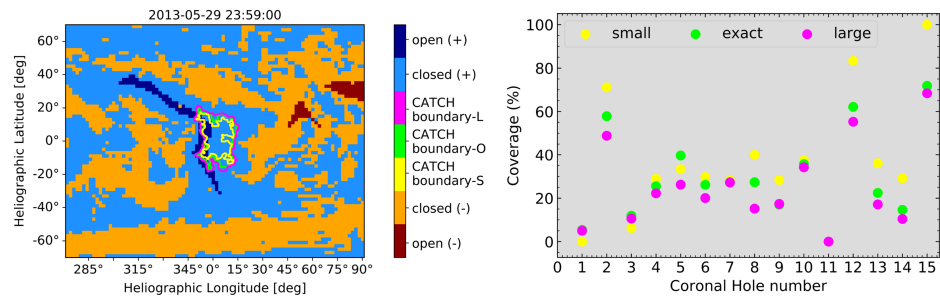 2013-05-29 23:59:00
Heliographic Latitude [deg]
60°
40°
20°
0°
-20°
-40°
-60°
285° 315° 345° 0° 15° 30° 45° 60° 75° 90°
Heliographic Longitude [deg]
open (+)
closed (+)
CATCH
boundary-L
CATCH
boundary-O
CATCH
boundary-S
closed (-)
open (-)
small exact large
Coverage (%)
100
80
60
40
20
0
0 1 2 3 4 5 6 7 8 9 10 11 12 13 14 15
Coronal Hole number